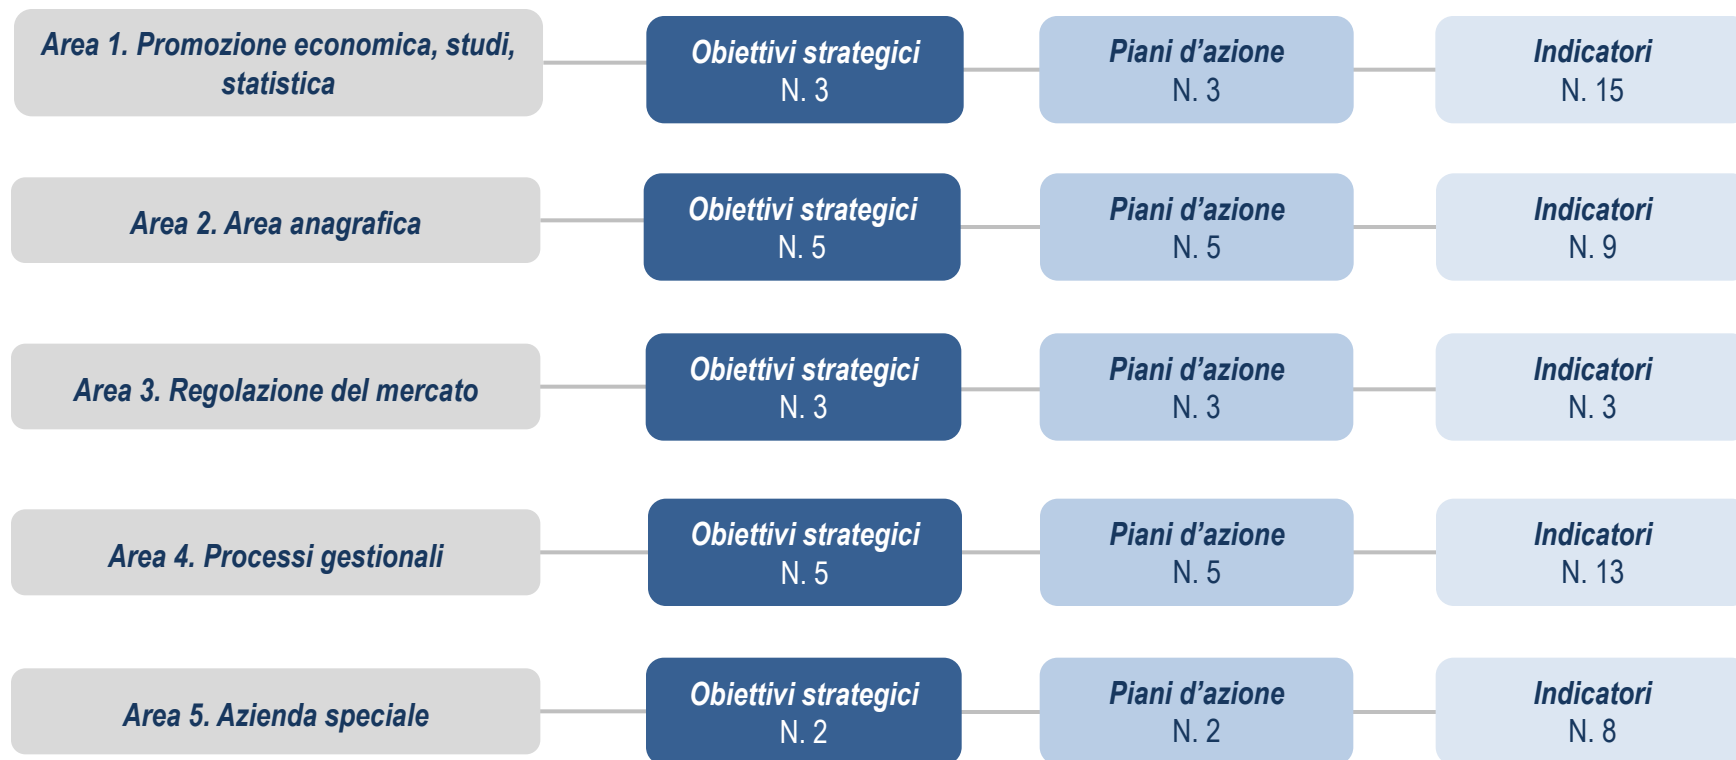 Area 1. Promozione economica, studi,
statistica
Obiettivi strategici
N. 3
Piani d’azione
N. 3
Indicatori
N. 15
Area 2. Area anagrafica
Obiettivi strategici
N. 5
Piani d’azione
N. 5
Indicatori
N. 9
Area 3. Regolazione del mercato
Obiettivi strategici
N. 3
Piani d’azione
N. 3
Indicatori
N. 3
Area 4. Processi gestionali
Obiettivi strategici
N. 5
Piani d’azione
N. 5
Indicatori
N. 13
Area 5. Azienda speciale
Obiettivi strategici
N. 2
Piani d’azione
N. 2
Indicatori
N. 8